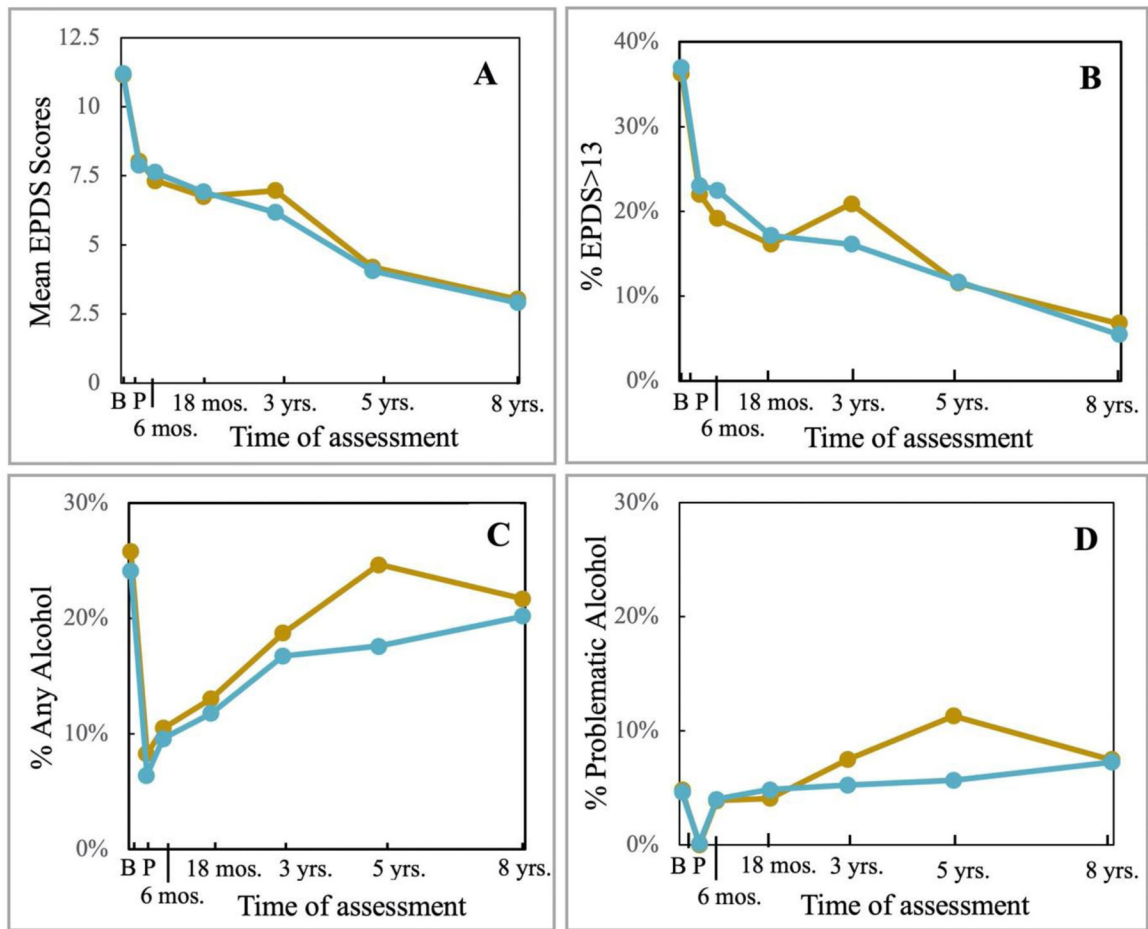 A
Mean EPDS Scores
12.5
10
7.5
5
2.5
0
B P 18 mos. 3 yrs. 5 yrs. 8 yrs.
6 mos.
Time of assessment
B
% EPDS>13
40%
30%
20%
10%
0%
B P 18 mos. 3 yrs. 5 yrs. 8 yrs.
6 mos.
Time of assessment
C
% Any Alcohol
30%
20%
10%
0%
B P 18 mos. 3 yrs. 5 yrs. 8 yrs.
6 mos.
Time of assessment
D
% Problematic Alcohol
30%
20%
10%
0%
B P 18 mos. 3 yrs. 5 yrs. 8 yrs.
6 mos.
Time of assessment